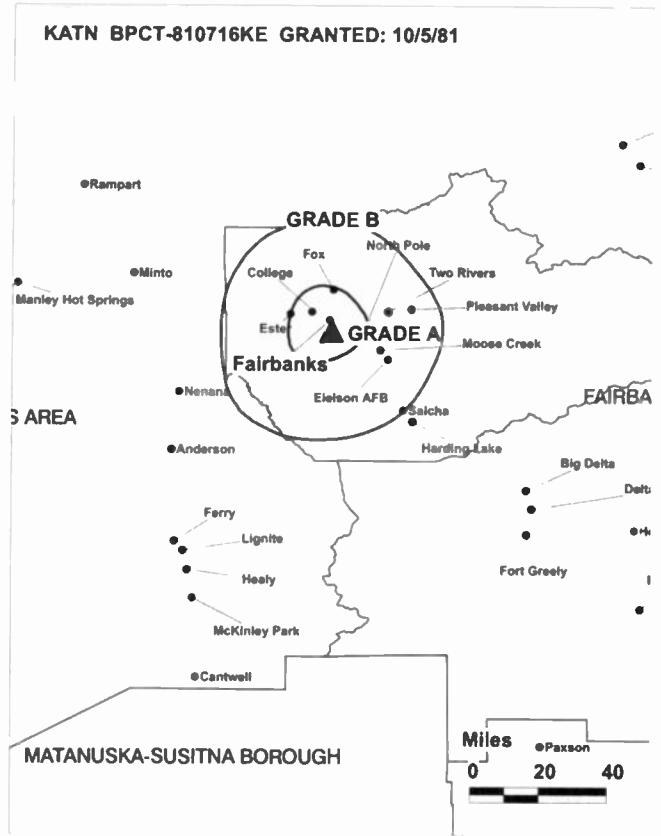 KATN BPCT-810716KE GRANTED: 10/5/81
Rampart
GRADE B
North Pole
Fox
Minto
College
Two Rivers
Manley Hot Springs
Pleasant Valley
Ester
GRADE A
Moose Creek
Fairbanks
Nenana
Eielson AFB
FAIRBA
S AREA
Salcha
Anderson
Harding Lake
Big Delta
Delta
Ferry
Lignite
Healy
Fort Greely
McKinley Park
Cantwell
MATANUSKA-SUSITNA BOROUGH
Miles
Paxson
0 20 40